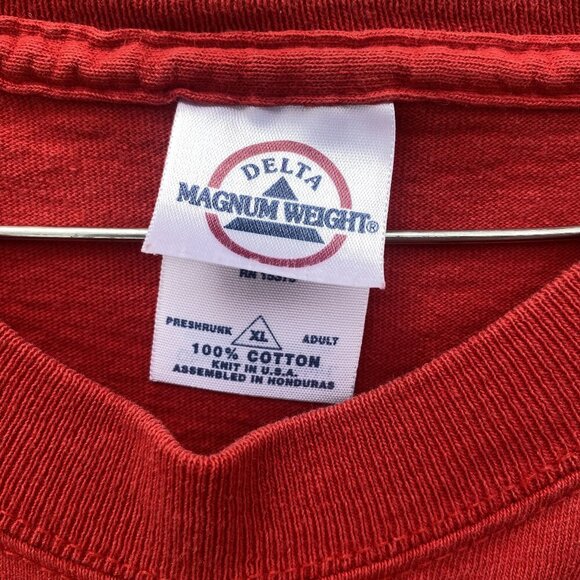 DELTA
MAGNUM WEIGHT®
PRESHRUNK XL ADULT
100% COTTON
KNIT IN U.S.A.
ASSEMBLED IN HONDURAS